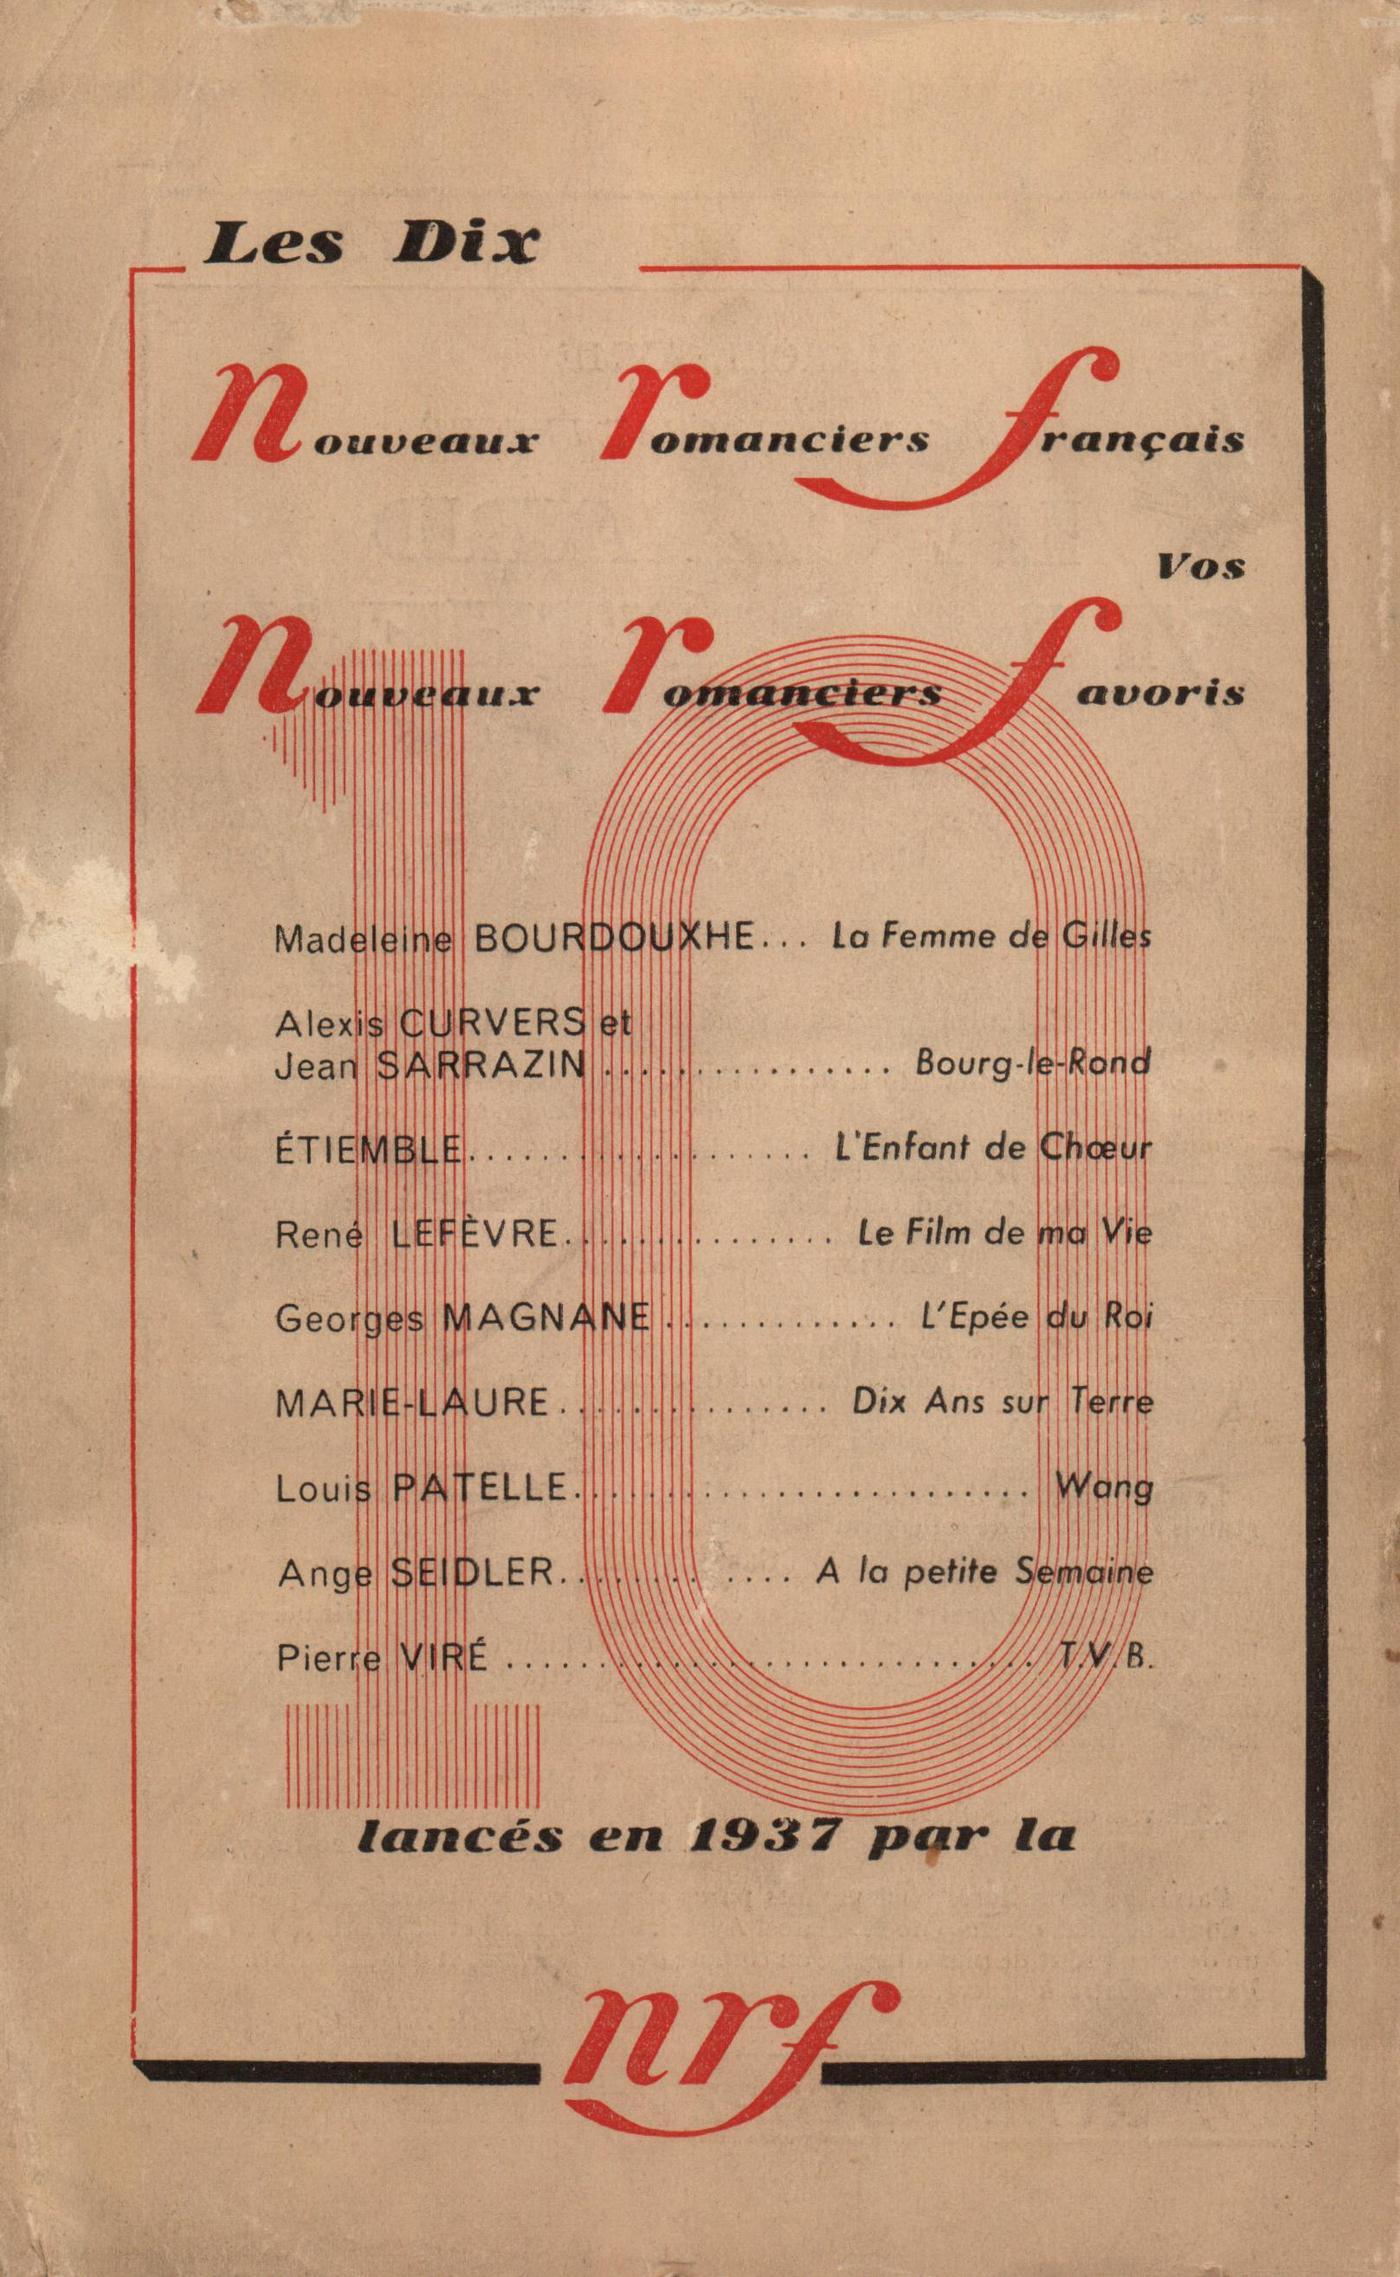 Les Dix
nouveaux romanciers français
Vos
nouveaux romanciers favoris
Madeleine BOURDOUXHE... La Femme de Gilles
Alexis CURVERS et
Jean SARRAZIN ................ Bourg-le-Rond
ÉTIEMBLE................... L'Enfant de Chœur
René LEFÈVRE............... Le Film de ma Vie
Georges MAGNANE ............. L'Epée du Roi
MARIE-LAURE ............... Dix Ans sur Terre
Louis PATELLE......................... Wang
Ange SEIDLER........ .... A la petite Semaine
Pierre VIRÉ ............................. T.V.B.
lancés en 1937 par la
nrf